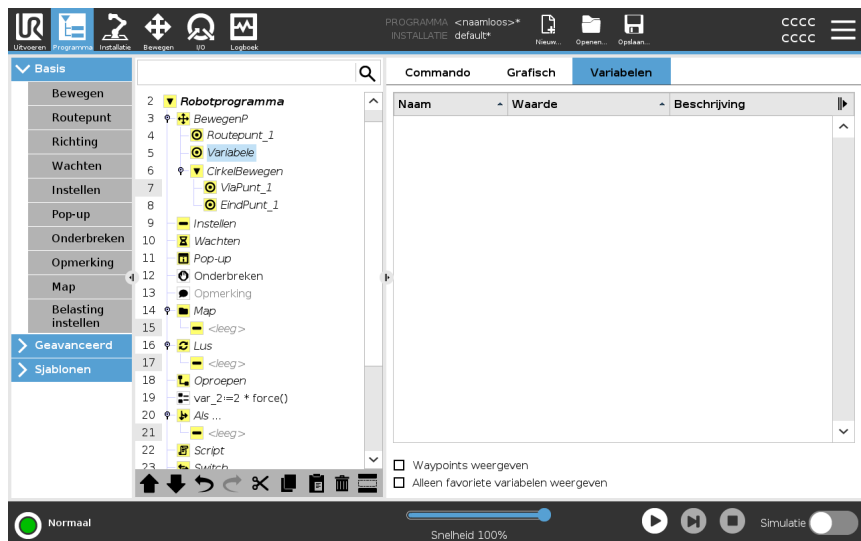 PROGRAMMA <naamloos>*
INSTALLATIE default*
CCCC
CCCC
Uitvoeren Programma Installatie Bewegen I/O Logboek Nieuw... Openen... Opslaan...
Basis
Bewegen
Routepunt
Richting
Wachten
Instellen
Pop-up
Onderbreken
Opmerking
Map
Belasting
instellen
Geavanceerd
Sjablonen
2 Robotprogramma
3 BewegenP
4 Routepunt_1
5 Variabele
6 CirkelBewegen
7 ViaPunt_1
8 EindPunt_1
9 Instellen
10 Wachten
11 Pop-up
12 Onderbreken
13 Opmerking
14 Map
15 <leeg>
16 Lus
17 <leeg>
18 Oproepen
19 var_2:=2 * force()
20 Als ...
21 <leeg>
22 Script
23 Switch
Commando Grafisch Variabelen
Naam Waarde Beschrijving
Waypoints weergeven
Alleen favoriete variabelen weergeven
Normaal
Snelheid 100%
Simulatie